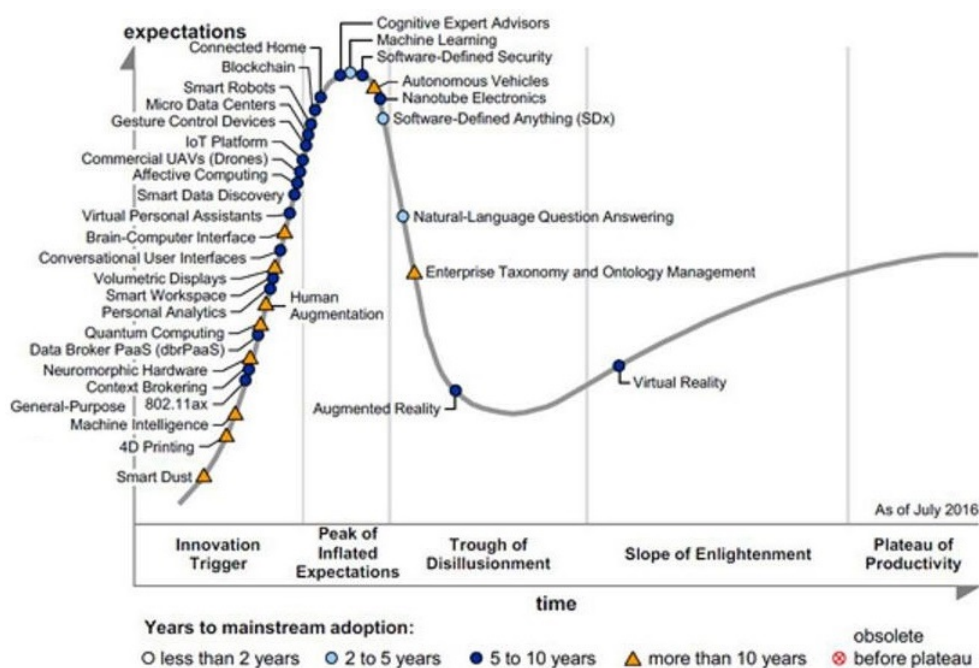 expectations
Cognitive Expert Advisors
Machine Learning
Connected Home
Software-Defined Security
Blockchain
Autonomous Vehicles
Smart Robots
Nanotube Electronics
Micro Data Centers
Gesture Control Devices
Software-Defined Anything (SDx)
IoT Platform
Commercial UAVs (Drones)
Affective Computing
Smart Data Discovery
Virtual Personal Assistants
Natural-Language Question Answering
Brain-Computer Interface
Conversational User Interfaces
Enterprise Taxonomy and Ontology Management
Volumetric Displays
Smart Workspace
Human
Augmentation
Personal Analytics
Quantum Computing
Data Broker PaaS (dbrPaaS)
Neuromorphic Hardware
Context Brokering
802.11ax
General-Purpose
Machine Intelligence
Augmented Reality
Virtual Reality
4D Printing
Smart Dust
As of July 2016
Innovation
Trigger
Peak of
Inflated
Expectations
Trough of
Disillusionment
Slope of Enlightenment
Plateau of
Productivity
time
Years to mainstream adoption:
less than 2 years
2 to 5 years
5 to 10 years
more than 10 years
obsolete
before plateau